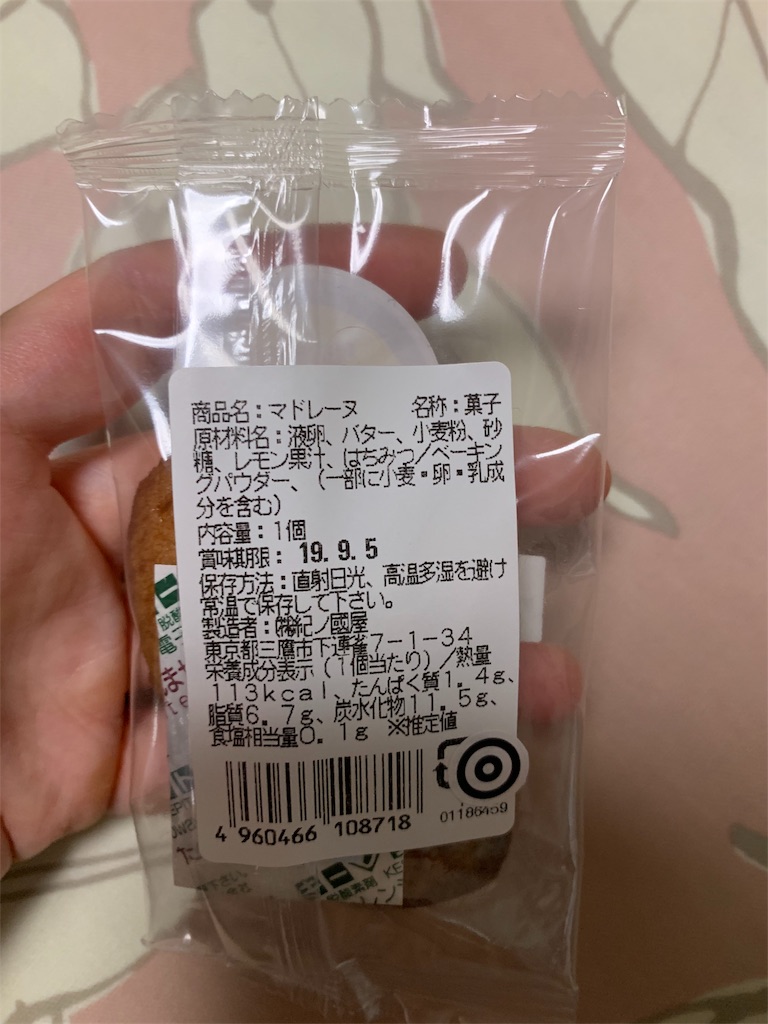 商品名：マドレーヌ 名称：菓子
原材料名：液卵、バター、小麦粉、砂
糖、レモン果汁、はちみつ／ベーキン
グパウダー、（一部に小麦・卵・乳成
分を含む）
内容量：1個
賞味期限： 19.9.5
保存方法：直射日光、高温多湿を避け
常温で保存して下さい。
製造者：㈱紀ノ國屋
東京都三鷹市下連雀7－1－34
栄養成分表示（1個当たり）／熱量
113kcal、たんぱく質1．4g、
脂質6．7g、炭水化物11．5g、
食塩相当量0．1g ※推定値
4 960466 108718
01186459